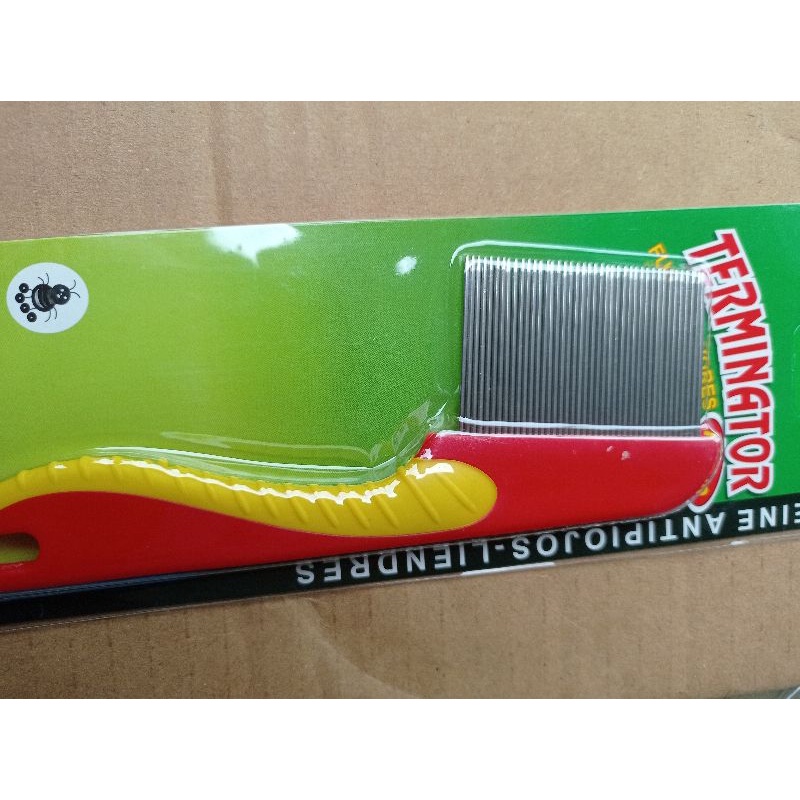 TERMINATOR
EINE ANTIPIOJOS-LIENDRES